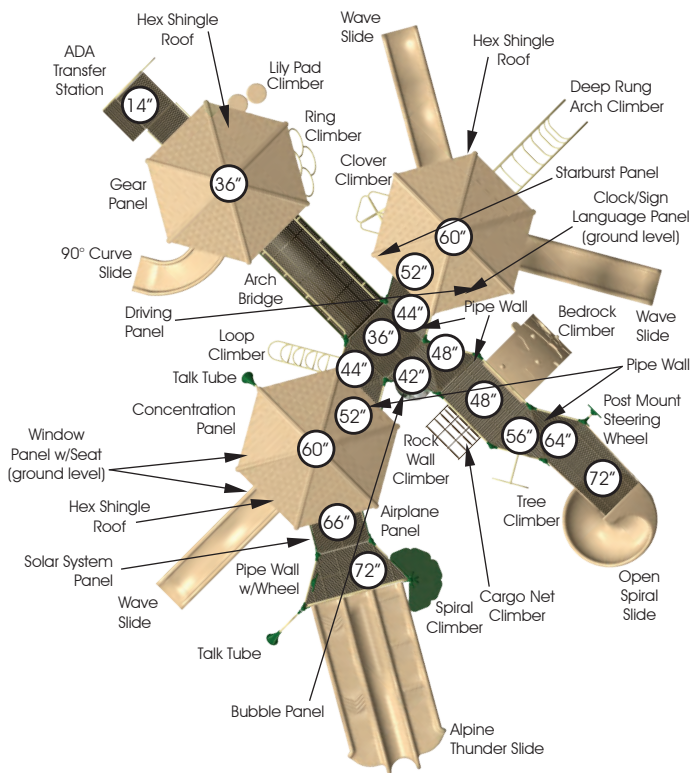 Hex Shingle
Roof
Wave
Slide
Hex Shingle
Roof
ADA
Transfer
Station
Lily Pad
Climber
Deep Rung
Arch Climber
14"
Ring
Climber
Clover
Climber
Starburst Panel
Gear
Panel
36"
Clock/Sign
Language Panel
(ground level)
60"
90° Curve
Slide
52"
Arch
Bridge
Driving
Panel
44"
Pipe Wall
Bedrock
Climber
Wave
Slide
36"
Loop
Climber
48"
44"
42"
Pipe Wall
Talk Tube
48"
Concentration
Panel
52"
Post Mount
Steering
Wheel
Rock
Wall
Climber
56"
64"
60"
Window
Panel w/Seat
(ground level)
72"
Tree
Climber
Hex Shingle
Roof
Airplane
Panel
66"
Solar System
Panel
Pipe Wall
w/Wheel
72"
Wave
Slide
Spiral
Climber
Cargo Net
Climber
Open
Spiral
Slide
Talk Tube
Bubble Panel
Alpine
Thunder Slide